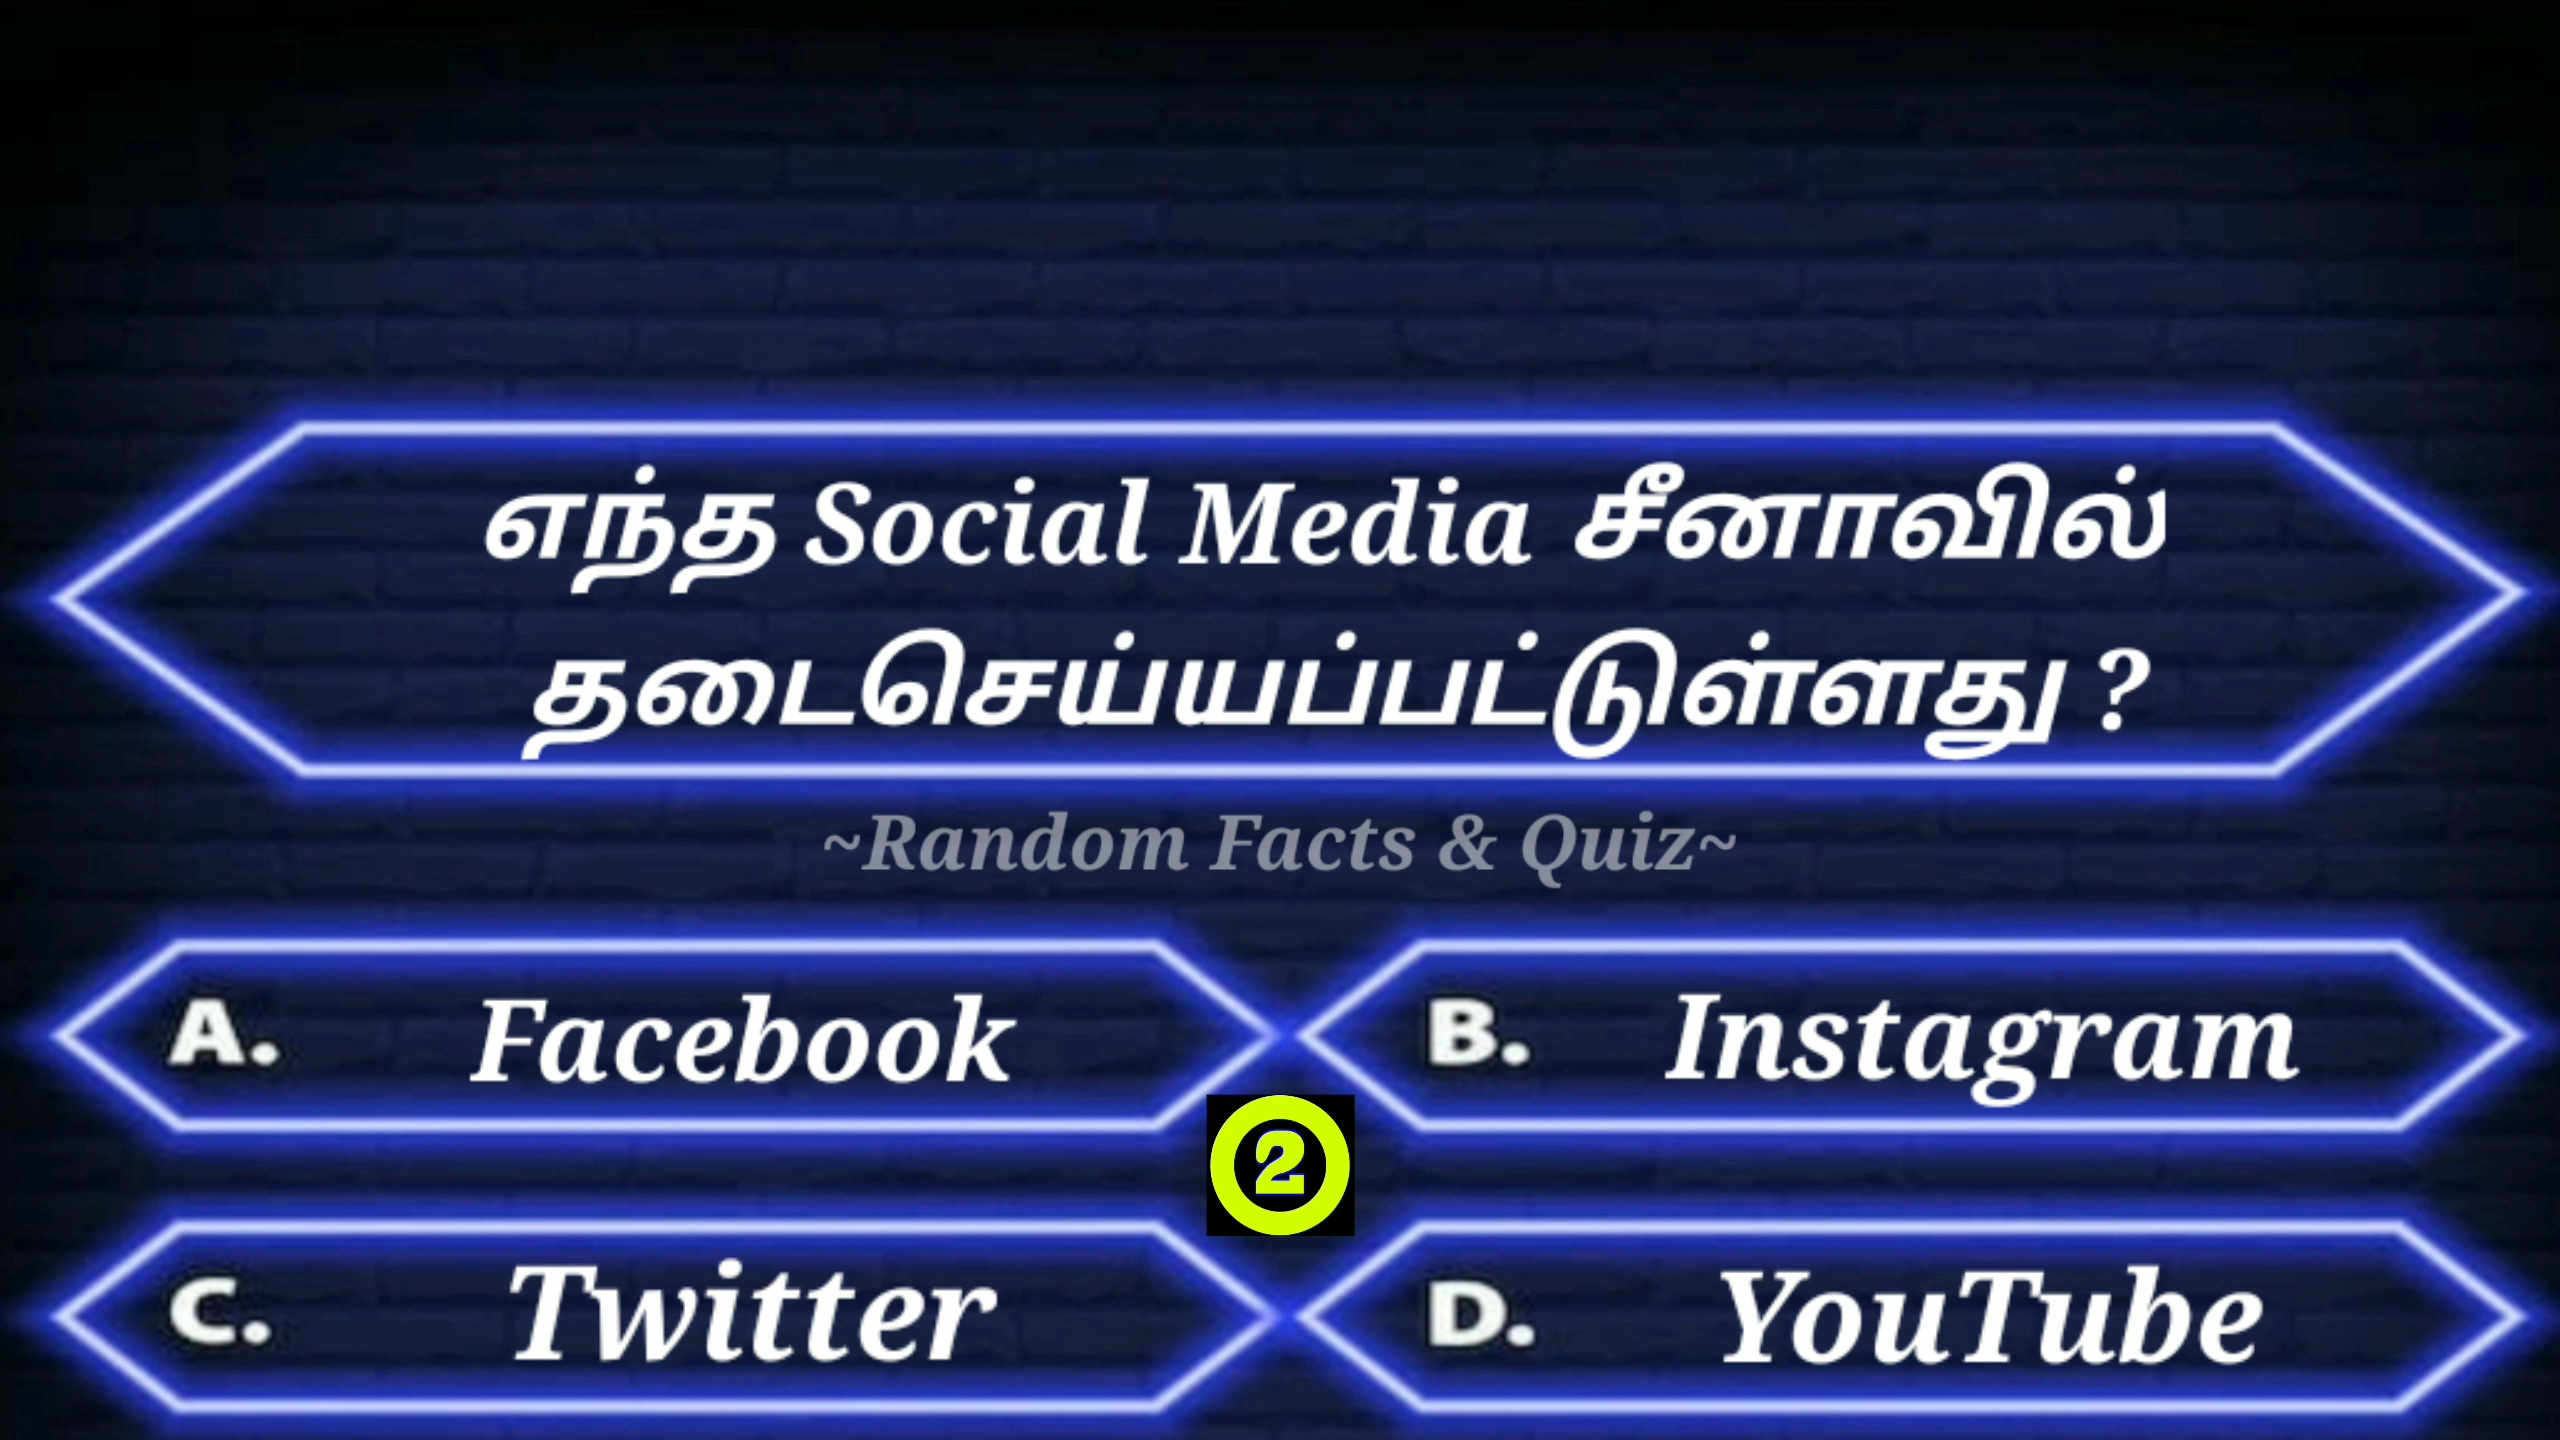 எந்த Social Media சீனாவில்
தடைசெய்யப்பட்டுள்ளது ?
~Random Facts & Quiz~
A. Facebook
B. Instagram
2
C. Twitter
D. YouTube